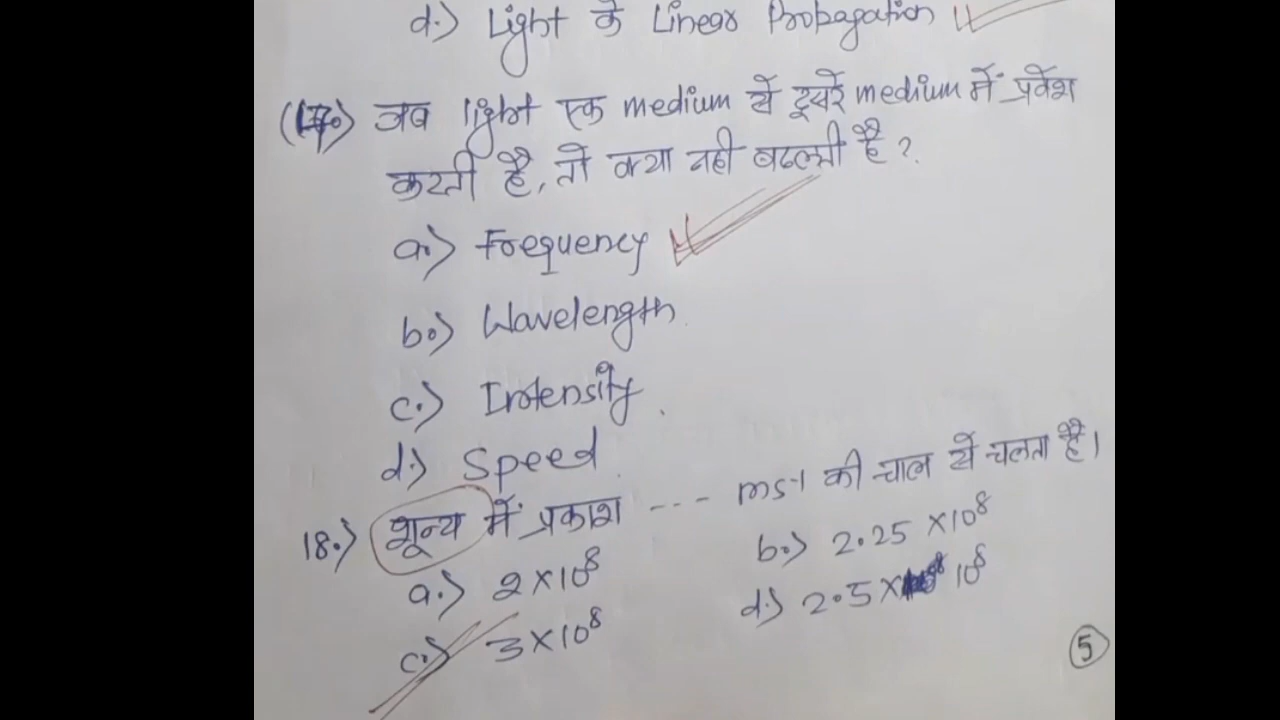 d.) Light के Linear Propagation
(17.) जब light एक medium से दूसरे medium में प्रवेश
करती है, तो क्या नही बदलती है?
a.) Frequency
b.) Wavelength
c.) Intensity
d.) Speed
18.) शून्य में प्रकाश --- ms-1 की चाल से चलता है।
a.) 2×10⁸ b.) 2.25 ×10⁸
c.) 3×10⁸ d.) 2.5× 10⁸
5